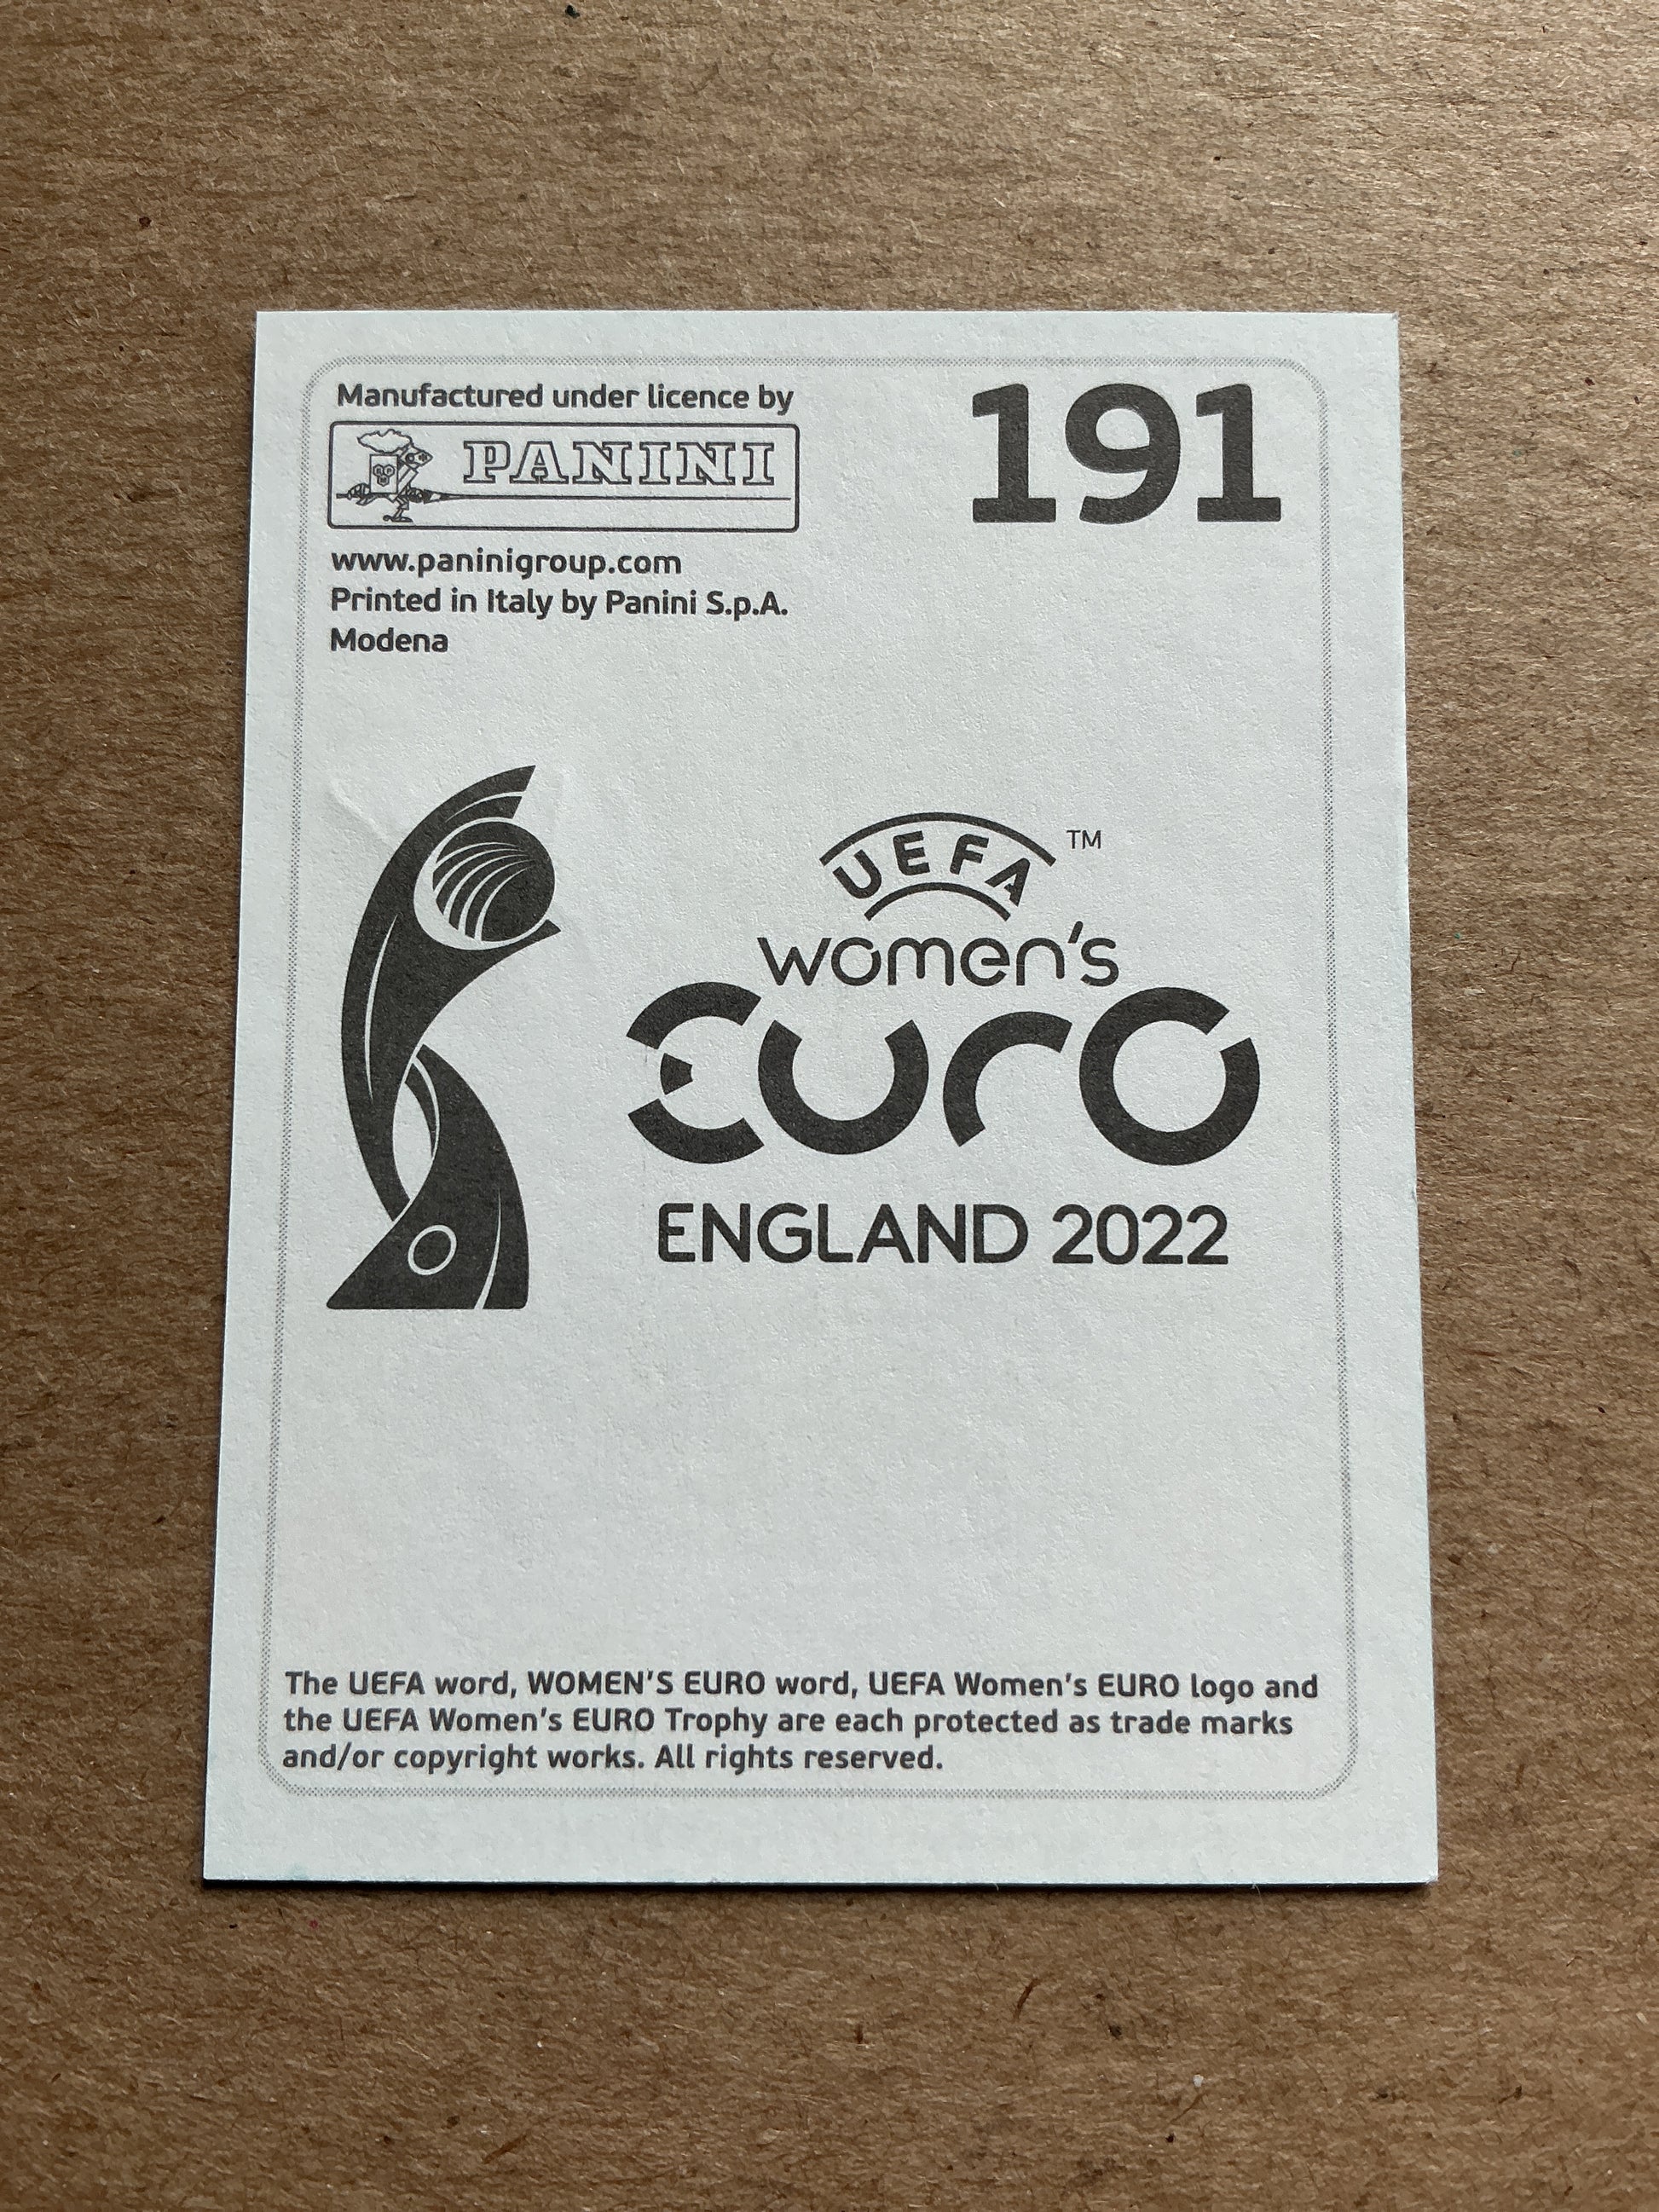 Manufactured under licence by
PANINI
191
www.paninigroup.com
Printed in Italy by Panini S.p.A.
Modena
UEFA TM
women's
EURO
ENGLAND 2022
The UEFA word, WOMEN'S EURO word, UEFA Women's EURO logo and
the UEFA Women's EURO Trophy are each protected as trade marks
and/or copyright works. All rights reserved.